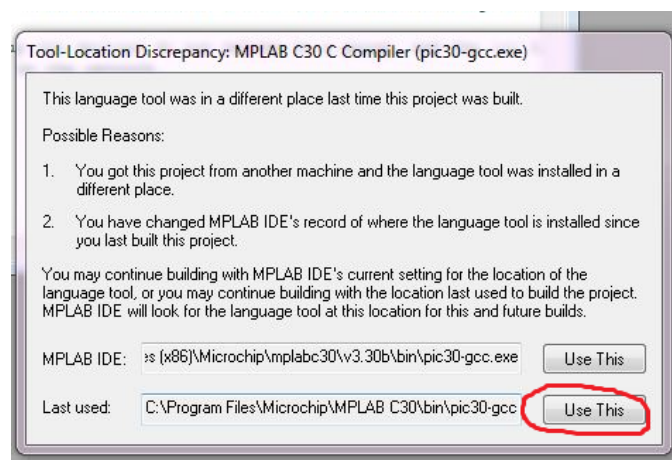 Tool-Location Discrepancy: MPLAB C30 C Compiler (pic30-gcc.exe)
This language tool was in a different place last time this project was built.
Possible Reasons:
1. You got this project from another machine and the language tool was installed in a
different place.
2. You have changed MPLAB IDE's record of where the language tool is installed since
you last built this project.
You may continue building with MPLAB IDE's current setting for the location of the
language tool, or you may continue building with the location last used to build the project.
MPLAB IDE will look for the language tool at this location for this and future builds.
MPLAB IDE: es (x86)\Microchip\mplabc30\v3.30b\bin\pic30-gcc.exe Use This
Last used: C:\Program Files\Microchip\MPLAB C30\bin\pic30-gcc Use This